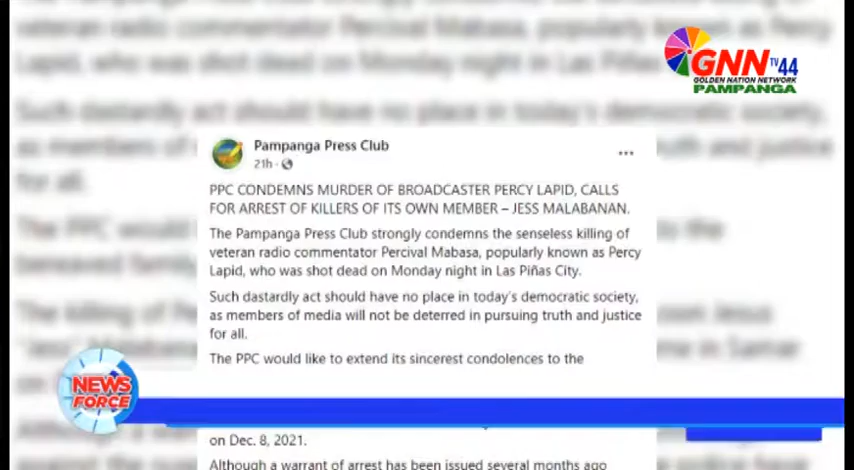 GNN TV 44
GOLDEN NATION NETWORK
PAMPANGA
Pampanga Press Club
21h ·
PPC CONDEMNS MURDER OF BROADCASTER PERCY LAPID, CALLS
FOR ARREST OF KILLERS OF ITS OWN MEMBER – JESS MALABANAN.
The Pampanga Press Club strongly condemns the senseless killing of
veteran radio commentator Percival Mabasa, popularly known as Percy
Lapid, who was shot dead on Monday night in Las Piñas City.
Such dastardly act should have no place in today's democratic society,
as members of media will not be deterred in pursuing truth and justice
for all.
The PPC would like to extend its sincerest condolences to the
NEWS
FORCE
on Dec. 8, 2021.
Although a warrant of arrest has been issued several months ago